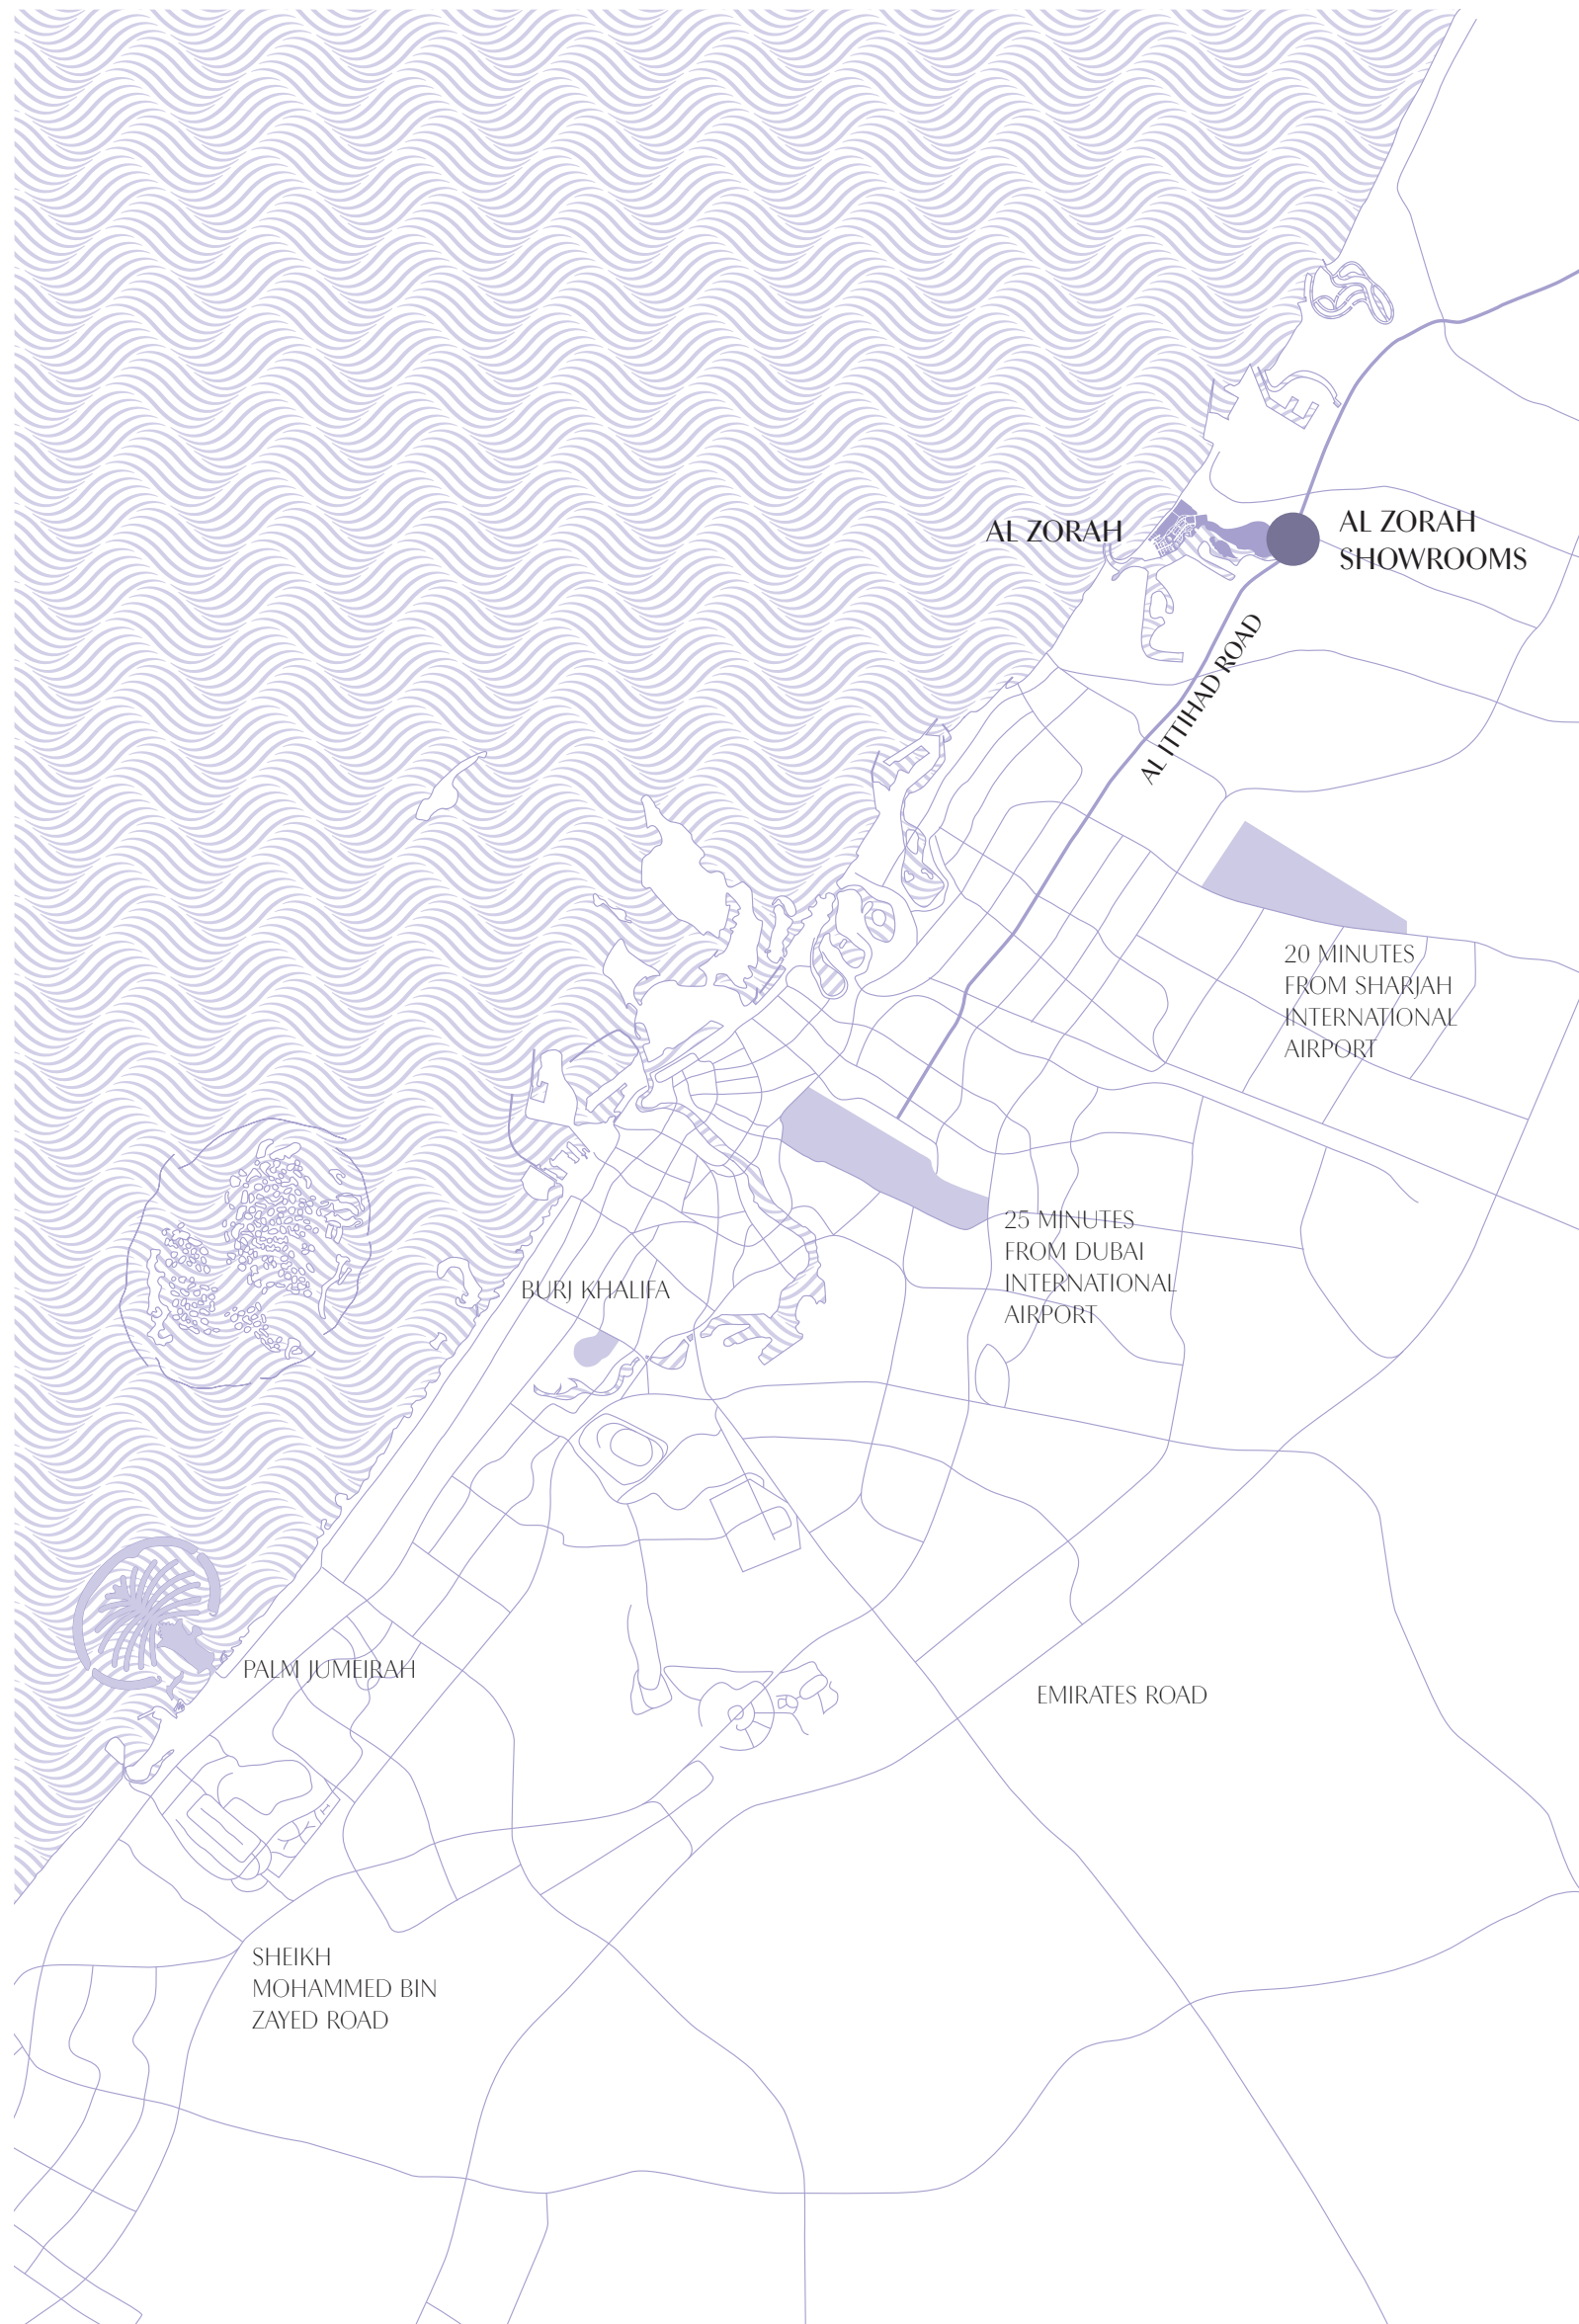 AL ZORAH
AL ZORAH
SHOWROOMS
AL ITTIHAD ROAD
20 MINUTES
FROM SHARJAH
INTERNATIONAL
AIRPORT
25 MINUTES
FROM DUBAI
INTERNATIONAL
AIRPORT
BURJ KHALIFA
PALM JUMEIRAH
EMIRATES ROAD
SHEIKH
MOHAMMED BIN
ZAYED ROAD